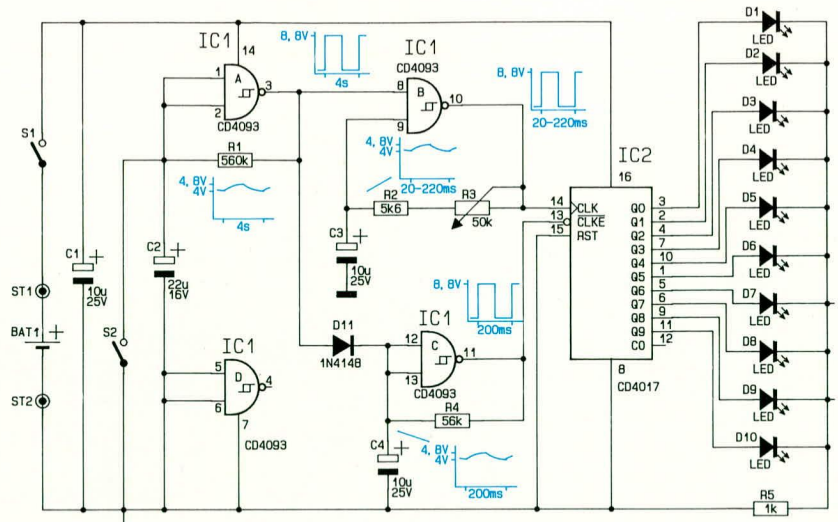 IC1
14
1
A
3
2
CD4093
8,8V
4s
IC1
CD4093
8
B
10
9
8,8V
20-220ms
S1
R1
560k
4,8V
4V
4s
4,8V
4V
20-220ms
R2
5k6
R3
50k
IC2
16
14
CLK
13
CLKE
15
RST
Q0
3
Q1
2
Q2
4
Q3
7
Q4
10
Q5
1
Q6
5
Q7
6
Q8
9
Q9
11
CO
12
8
CD4017
D1
LED
D2
LED
D3
LED
D4
LED
D5
LED
D6
LED
D7
LED
D8
LED
D9
LED
D10
LED
C1
10u
25V
C2
22u
16V
C3
10u
25V
ST1
BAT1
ST2
S2
IC1
5
D
4
6
7
CD4093
D11
1N4148
8,8V
200ms
IC1
12
C
11
13
CD4093
R4
56k
C4
10u
25V
4,8V
4V
200ms
R5
1k